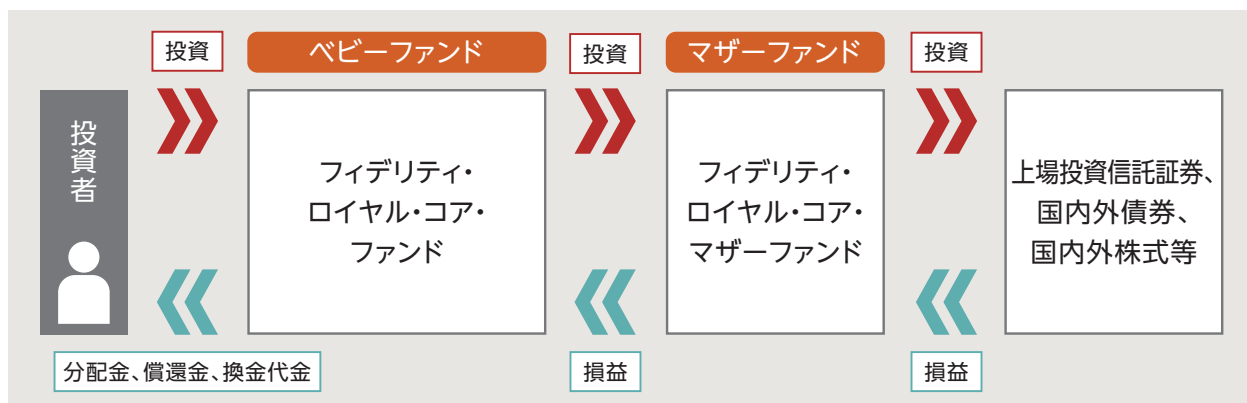 投資
ベビーファンド
投資
マザーファンド
投資
投資者
フィデリティ・
ロイヤル・コア・
ファンド
フィデリティ・
ロイヤル・コア・
マザーファンド
上場投資信託証券、
国内外債券、
国内外株式等
分配金、償還金、換金代金
損益
損益